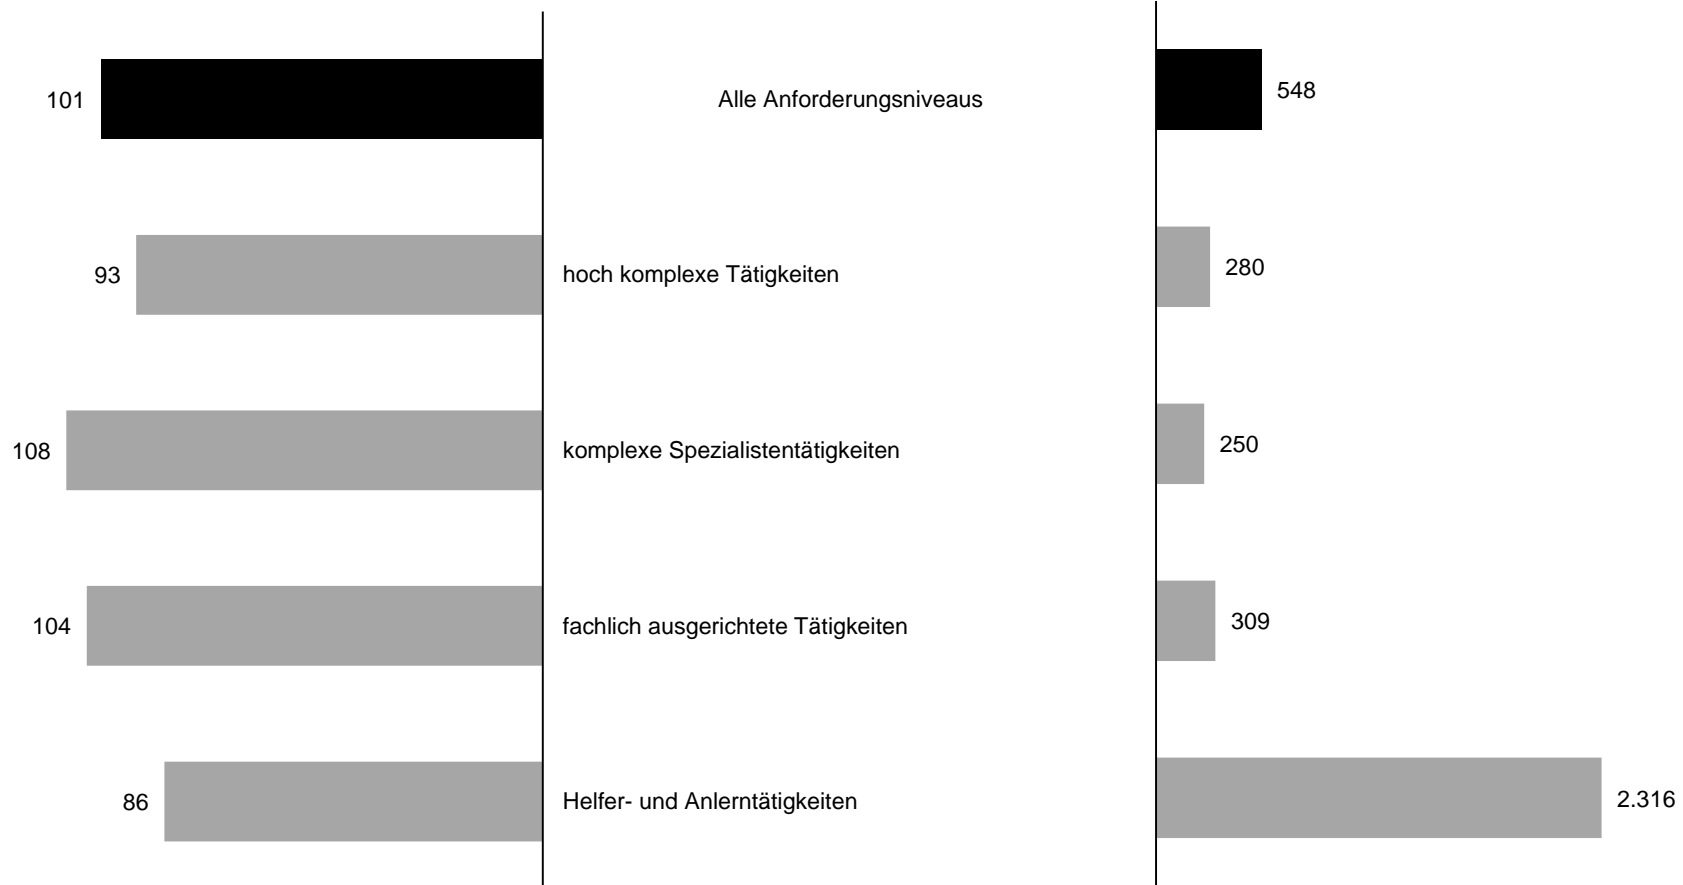 101 Alle Anforderungsniveaus 548
93 hoch komplexe Tätigkeiten 280
108 komplexe Spezialistentätigkeiten 250
104 fachlich ausgerichtete Tätigkeiten 309
86 Helfer- und Anlerntätigkeiten 2.316